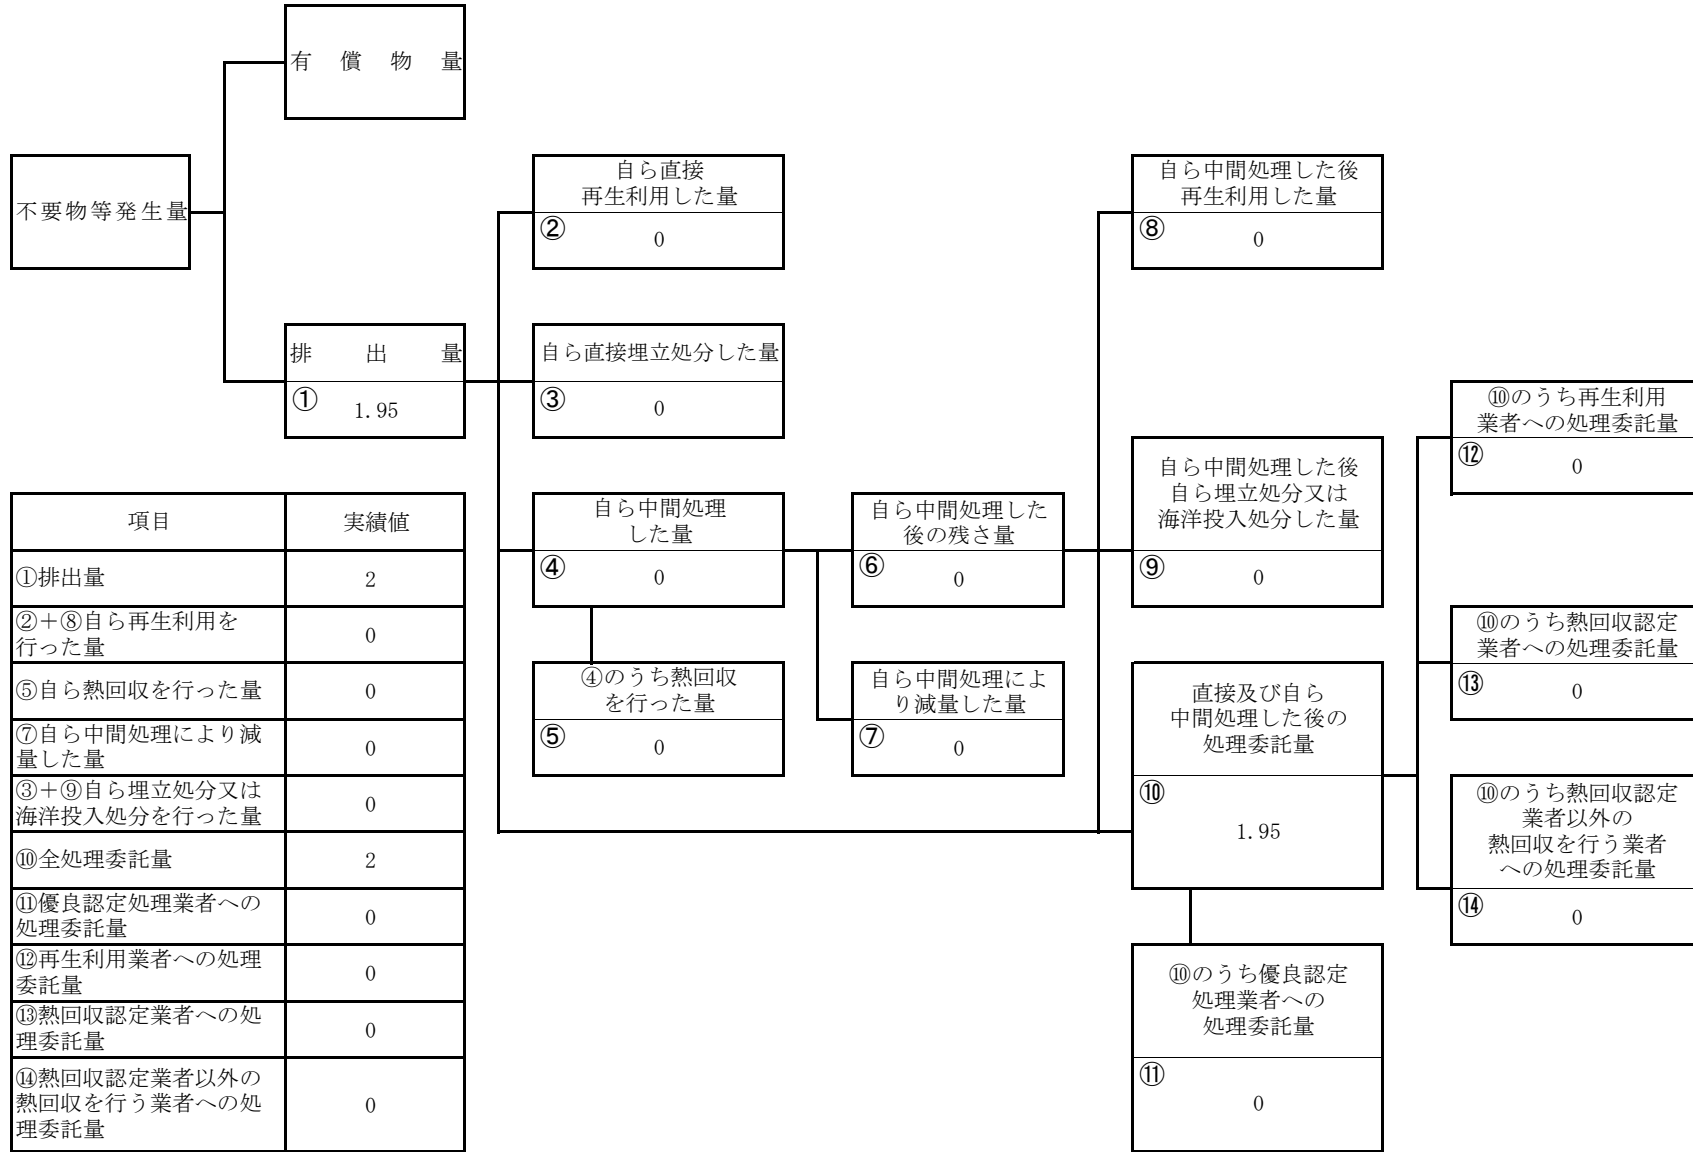 有償物量
不要物等発生量
自ら直接
再生利用した量
② 0
自ら中間処理した後
再生利用した量
⑧ 0
排出量
① 1.95
自ら直接埋立処分した量
③ 0
⑩のうち再生利用
業者への処理委託量
⑫ 0
自ら中間処理
した量
④ 0
自ら中間処理した
後の残さ量
⑥ 0
自ら中間処理した後
自ら埋立処分又は
海洋投入処分した量
⑨ 0
④のうち熱回収
を行った量
⑤ 0
自ら中間処理によ
り減量した量
⑦ 0
直接及び自ら
中間処理した後の
処理委託量
⑩
1.95
⑩のうち熱回収認定
業者への処理委託量
⑬ 0
⑩のうち熱回収認定
業者以外の
熱回収を行う業者
への処理委託量
⑭ 0
⑩のうち優良認定
処理業者への
処理委託量
⑪
0
項目 実績値
①排出量 2
②+⑧自ら再生利用を
行った量 0
⑤自ら熱回収を行った量 0
⑦自ら中間処理により減
量した量 0
③+⑨自ら埋立処分又は
海洋投入処分を行った量 0
⑩全処理委託量 2
⑪優良認定処理業者への
処理委託量 0
⑫再生利用業者への処理
委託量 0
⑬熱回収認定業者への処
理委託量 0
⑭熱回収認定業者以外の
熱回収を行う業者への処
理委託量 0